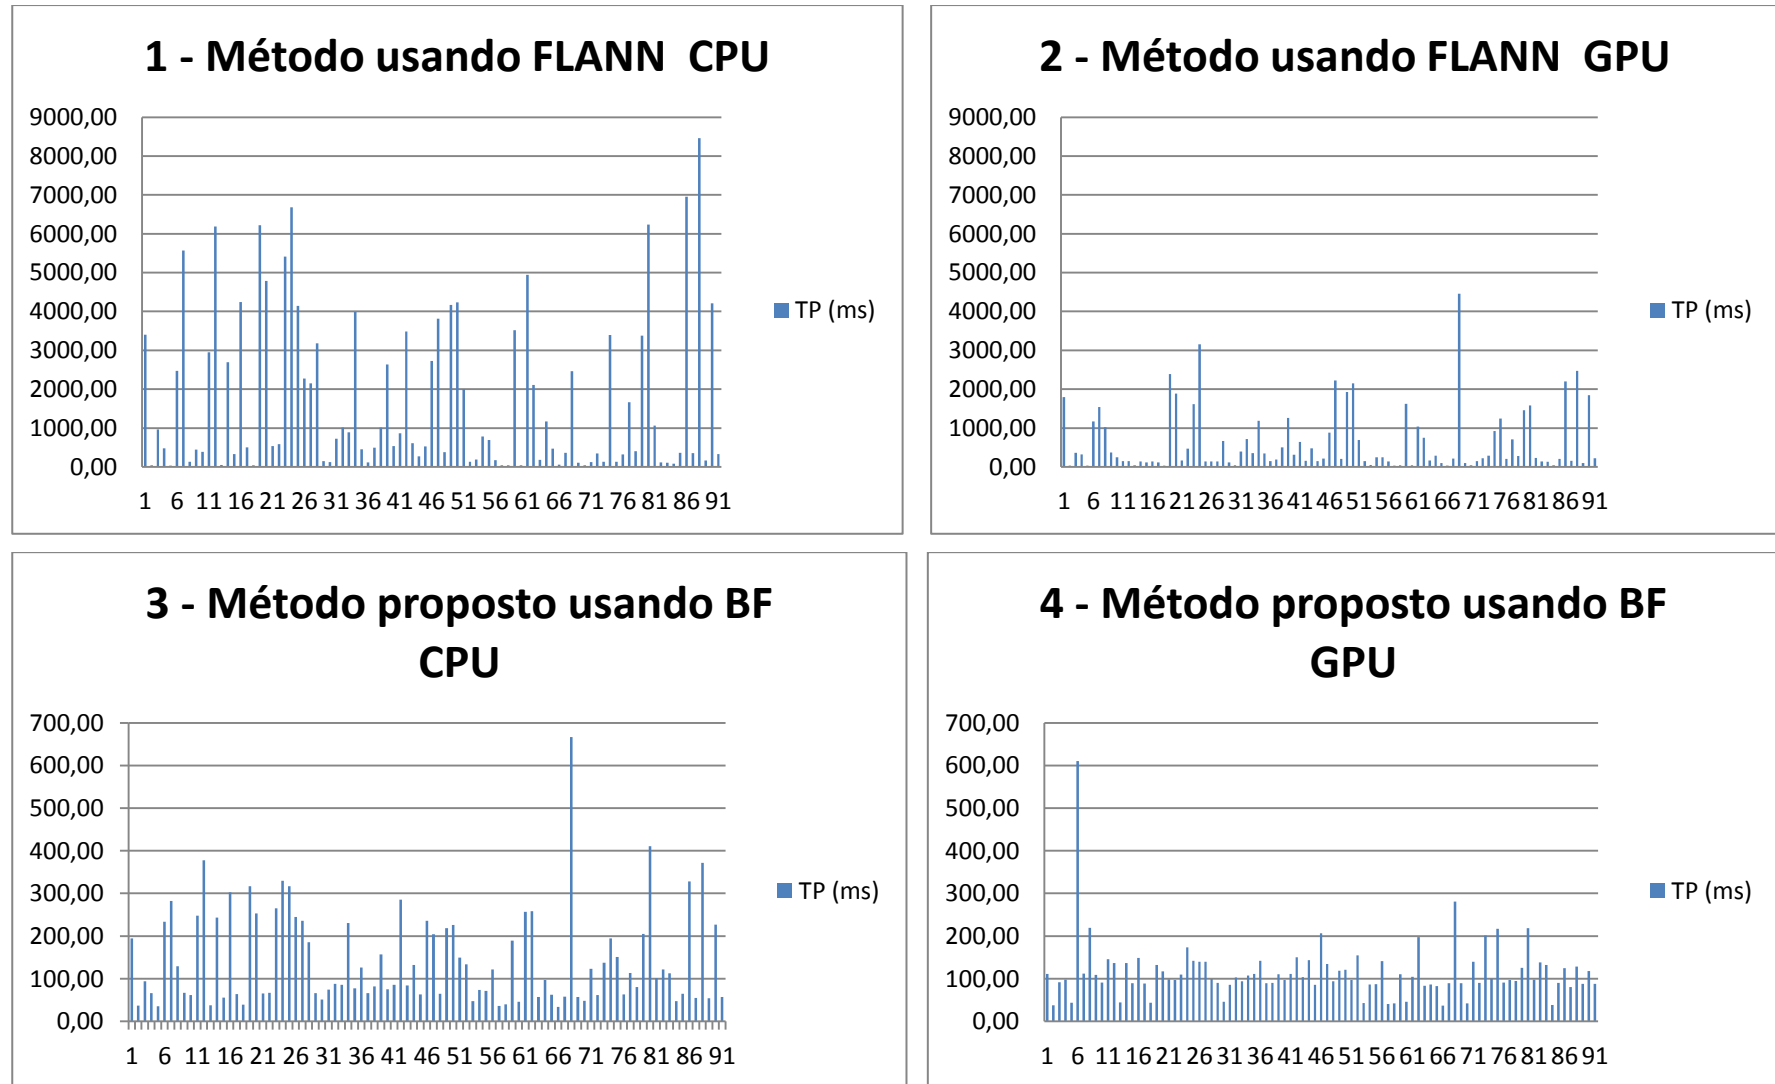 1 - Método usando FLANN  CPU
9000,00
8000,00
7000,00
6000,00
5000,00
4000,00
3000,00
2000,00
1000,00
0,00
1 6 11 16 21 26 31 36 41 46 51 56 61 66 71 76 81 86 91
TP (ms)
2 - Método usando FLANN  GPU
9000,00
8000,00
7000,00
6000,00
5000,00
4000,00
3000,00
2000,00
1000,00
0,00
1 6 11 16 21 26 31 36 41 46 51 56 61 66 71 76 81 86 91
TP (ms)
3 - Método proposto usando BF
CPU
700,00
600,00
500,00
400,00
300,00
200,00
100,00
0,00
1 6 11 16 21 26 31 36 41 46 51 56 61 66 71 76 81 86 91
TP (ms)
4 - Método proposto usando BF
GPU
700,00
600,00
500,00
400,00
300,00
200,00
100,00
0,00
1 6 11 16 21 26 31 36 41 46 51 56 61 66 71 76 81 86 91
TP (ms)